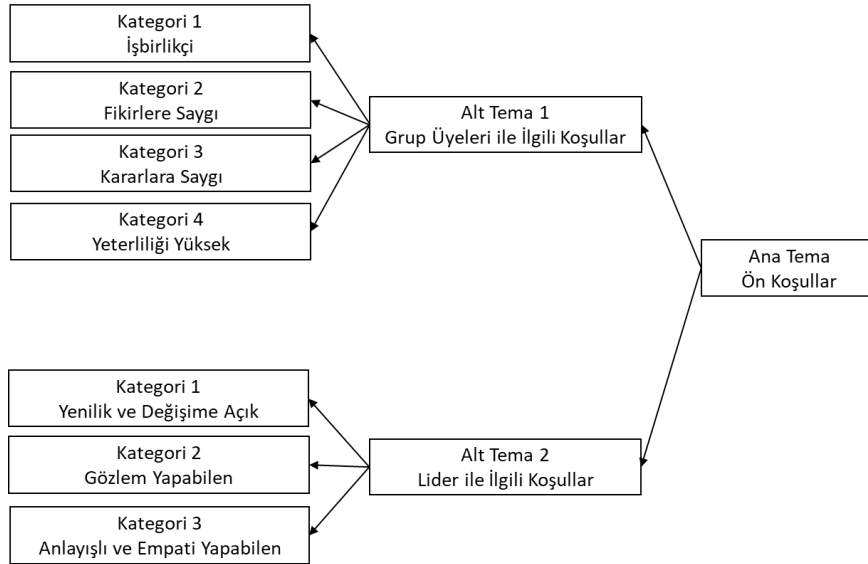 Kategori 1
İşbirlikçi
Kategori 2
Fikirlere Saygı
Kategori 3
Kararlara Saygı
Kategori 4
Yeterliliği Yüksek
Alt Tema 1
Grup Üyeleri ile İlgili Koşullar
Ana Tema
Ön Koşullar
Kategori 1
Yenilik ve Değişime Açık
Kategori 2
Gözlem Yapabilen
Kategori 3
Anlayışlı ve Empati Yapabilen
Alt Tema 2
Lider ile İlgili Koşullar